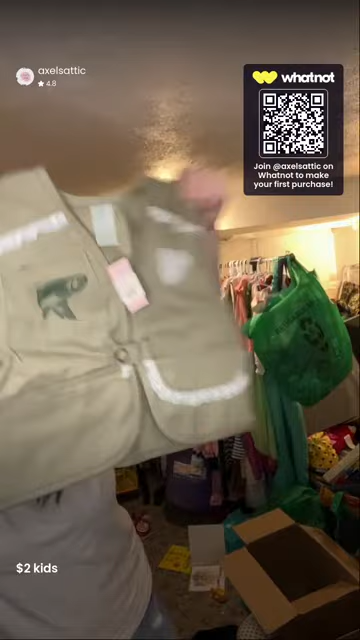 axelsattic
★ 4.8
whatnot
Join @axelsattic on
Whatnot to make
your first purchase!
$2 kids